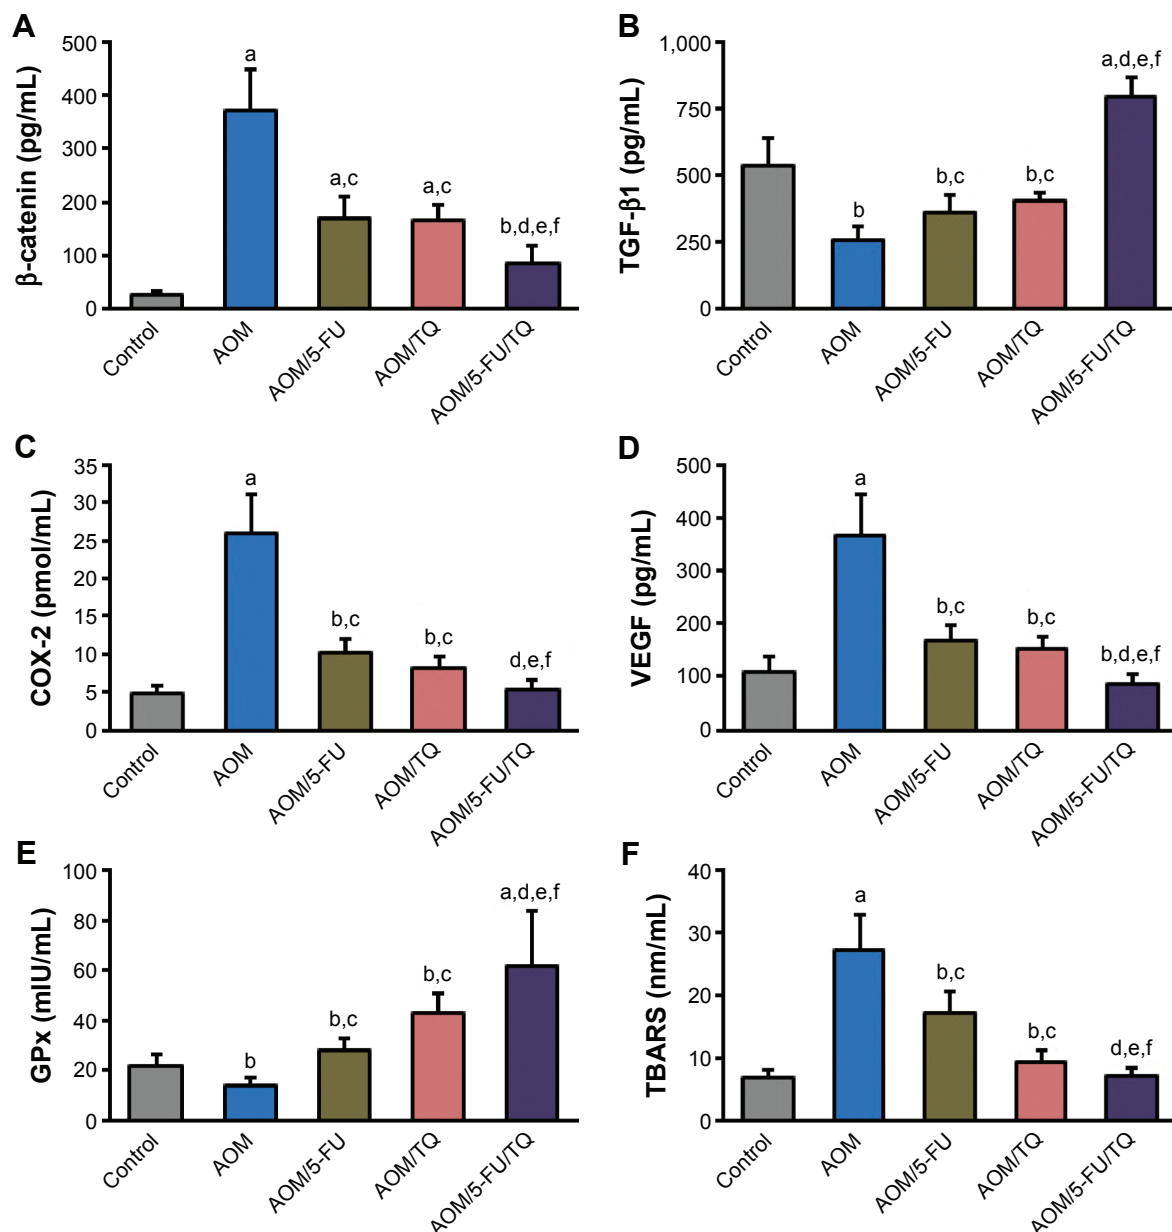 A
β-catenin (pg/mL)
500
400
300
200
100
0
a
a,c
a,c
b,d,e,f
Control
AOM
AOM/5-FU
AOM/TQ
AOM/5-FU/TQ
B
TGF-β1 (pg/mL)
1,000
750
500
250
0
b
b,c
b,c
a,d,e,f
Control
AOM
AOM/5-FU
AOM/TQ
AOM/5-FU/TQ
C
COX-2 (pmol/mL)
35
30
25
20
15
10
5
0
a
b,c
b,c
d,e,f
Control
AOM
AOM/5-FU
AOM/TQ
AOM/5-FU/TQ
D
VEGF (pg/mL)
500
400
300
200
100
0
a
b,c
b,c
b,d,e,f
Control
AOM
AOM/5-FU
AOM/TQ
AOM/5-FU/TQ
E
GPx (mIU/mL)
100
80
60
40
20
0
b
b,c
b,c
a,d,e,f
Control
AOM
AOM/5-FU
AOM/TQ
AOM/5-FU/TQ
F
TBARS (nm/mL)
40
30
20
10
0
a
b,c
b,c
d,e,f
Control
AOM
AOM/5-FU
AOM/TQ
AOM/5-FU/TQ